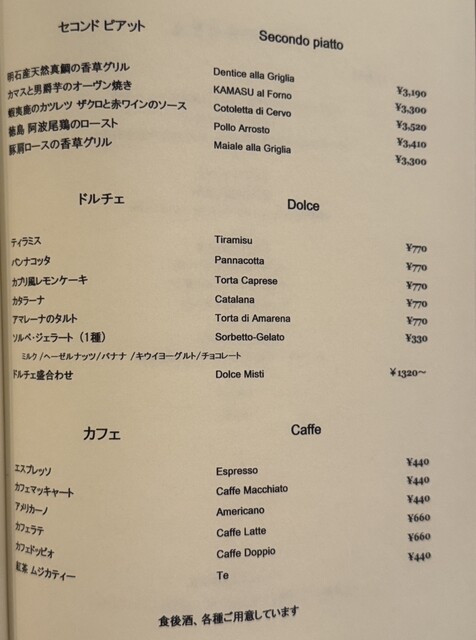 セコンド ピアット Secondo piatto
明石産天然真鯛の香草グリル Dentice alla Griglia ¥3,190
カマスと男爵芋のオーヴン焼き KAMASU al Forno ¥3,300
蝦夷鹿のカツレツ ザクロと赤ワインのソース Cotoletta di Cervo ¥3,520
徳島 阿波尾鶏のロースト Pollo Arrosto ¥3,410
豚肩ロースの香草グリル Maiale alla Griglia ¥3,300
ドルチェ Dolce
ティラミス Tiramisu ¥770
パンナコッタ Pannacotta ¥770
カプリ風レモンケーキ Torta Caprese ¥770
カタラーナ Catalana ¥770
アマレーナのタルト Torta di Amarena ¥770
ソルベ・ジェラート（1種） Sorbetto-Gelato ¥330
ミルク/ヘーゼルナッツ/バナナ /キウイヨーグルト/チョコレート
ドルチェ盛合わせ Dolce Misti ¥1320～
カフェ Caffe
エスプレッソ Espresso ¥440
カフェマッキャート Caffe Macchiato ¥440
アメリカーノ Americano ¥440
カフェラテ Caffe Latte ¥660
カフェドッピオ Caffe Doppio ¥660
紅茶 ムジカティー Te ¥440
食後酒、各種ご用意しています